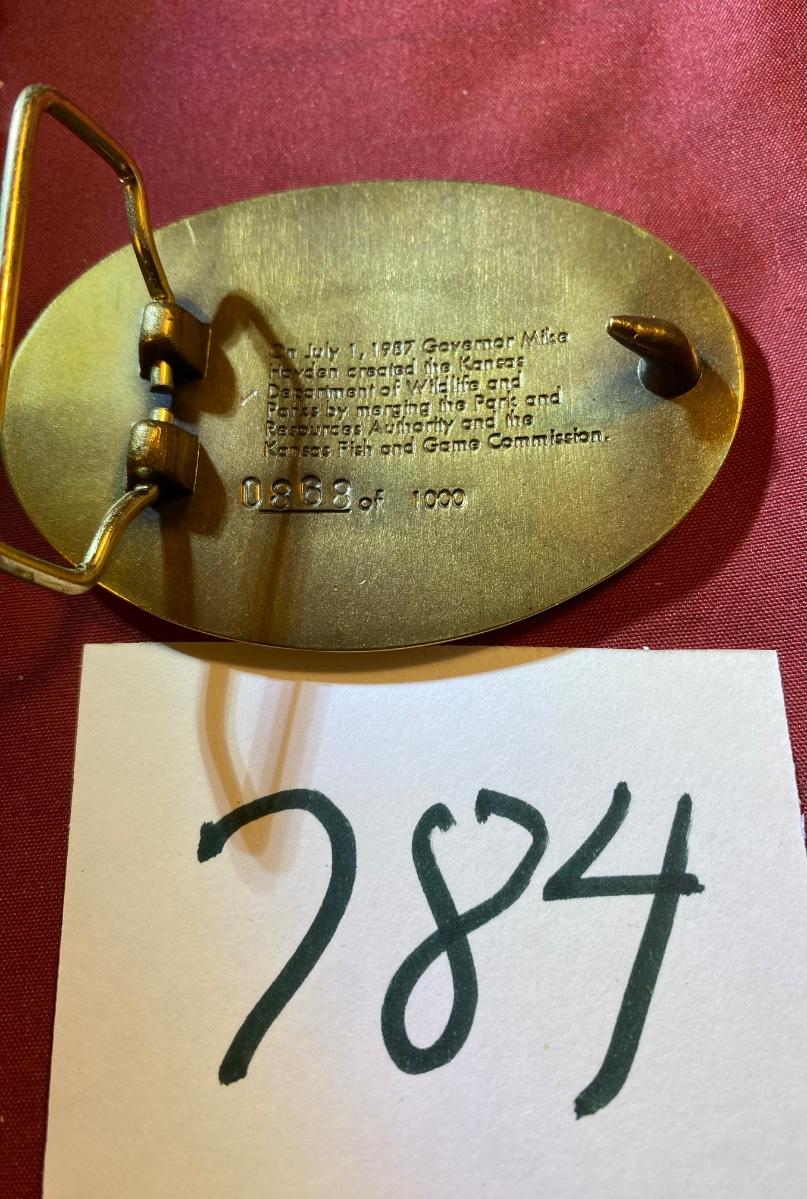 On July 1, 1987 Governor Mike
Hayden created the Kansas
Department of Wildlife and
Parks by merging the Park and
Resources Authority and the
Kansas Fish and Game Commission.
0868 of 1000
784